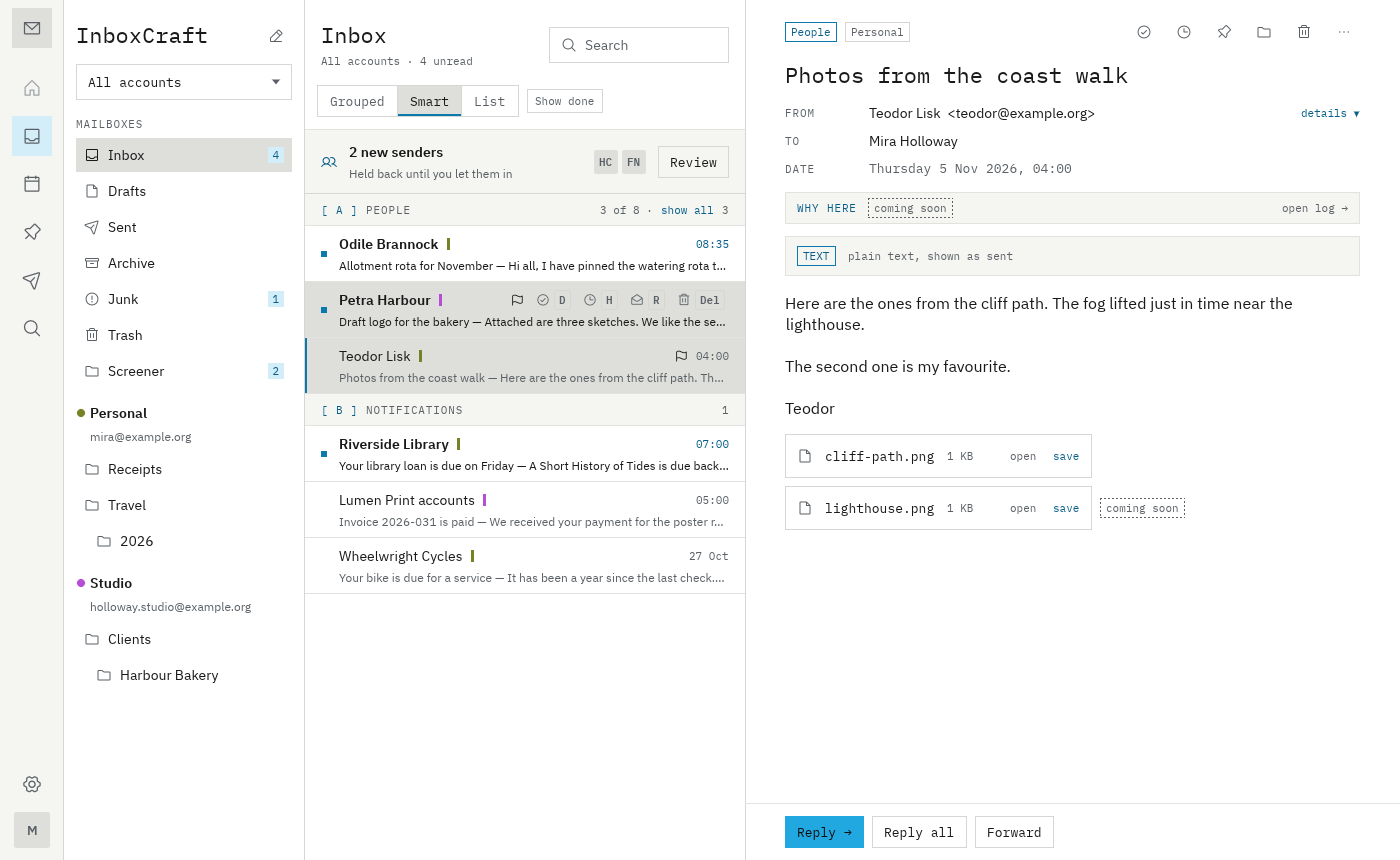 InboxCraft
All accounts
MAILBOXES
Inbox 4
Drafts
Sent
Archive
Junk 1
Trash
Screener 2
Personal
mira@example.org
Receipts
Travel
2026
Studio
holloway.studio@example.org
Clients
Harbour Bakery
M
Inbox
All accounts · 4 unread
Search
Grouped Smart List Show done
2 new senders
Held back until you let them in
HC FN Review
[ A ] PEOPLE 3 of 8 · show all 3
Odile Brannock 08:35
Allotment rota for November — Hi all, I have pinned the watering rota t…
Petra Harbour D H R Del
Draft logo for the bakery — Attached are three sketches. We like the se…
Teodor Lisk 04:00
Photos from the coast walk — Here are the ones from the cliff path. Th…
[ B ] NOTIFICATIONS 1
Riverside Library 07:00
Your library loan is due on Friday — A Short History of Tides is due back…
Lumen Print accounts 05:00
Invoice 2026-031 is paid — We received your payment for the poster r…
Wheelwright Cycles 27 Oct
Your bike is due for a service — It has been a year since the last check.…
People Personal
Photos from the coast walk
FROM Teodor Lisk <teodor@example.org> details ▾
TO Mira Holloway
DATE Thursday 5 Nov 2026, 04:00
WHY HERE coming soon open log →
TEXT plain text, shown as sent
Here are the ones from the cliff path. The fog lifted just in time near the
lighthouse.
The second one is my favourite.
Teodor
cliff-path.png 1 KB open save
lighthouse.png 1 KB open save coming soon
Reply → Reply all Forward